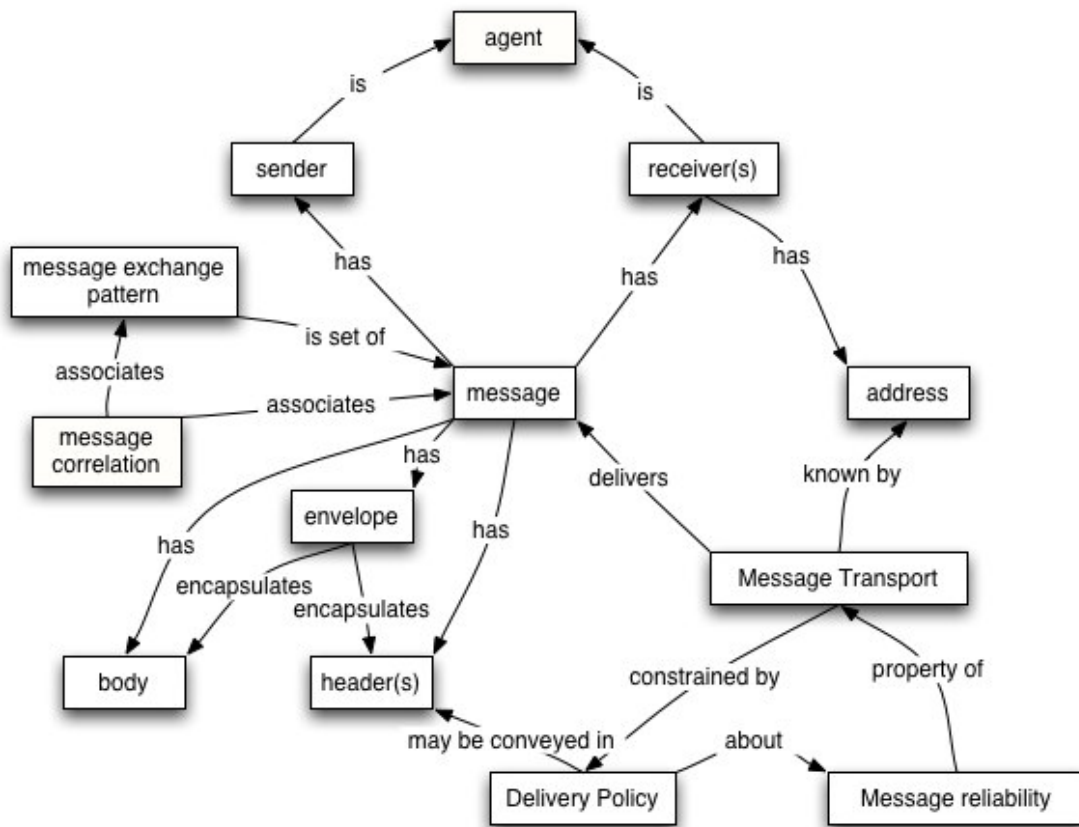 agent
is
is
sender
receiver(s)
has
has
has
message exchange
pattern
is set of
associates
associates
message
address
message
correlation
has
delivers
known by
envelope
has
has
encapsulates
encapsulates
Message Transport
body
header(s)
constrained by
property of
may be conveyed in
about
Delivery Policy
Message reliability